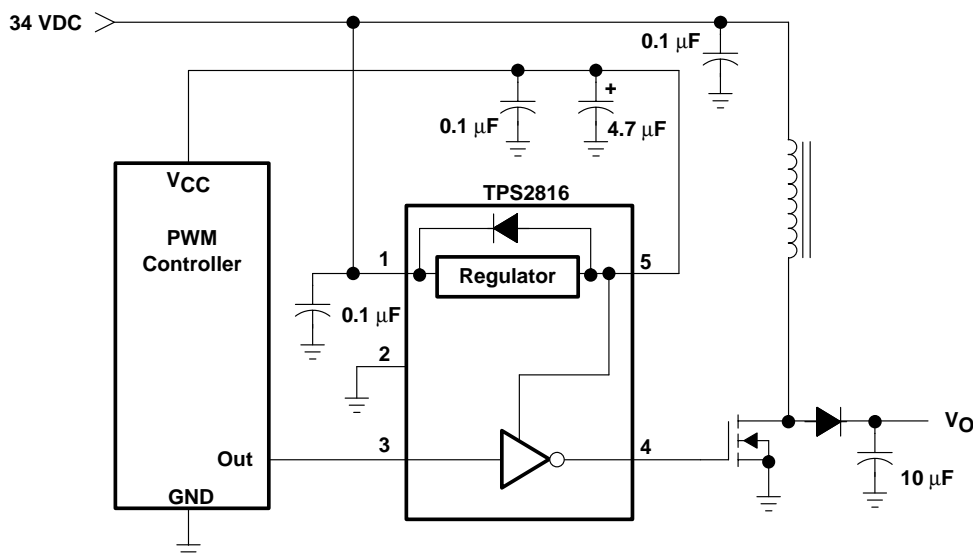 34 VDC
0.1 μF
+
0.1 μF
4.7 μF
TPS2816
VCC
PWM
Controller
1
Regulator
5
0.1 μF
2
3
4
Out
GND
VO
10 μF